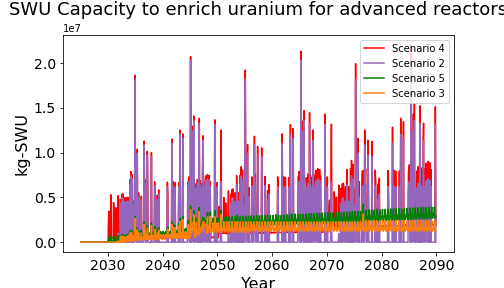 SWU Capacity to enrich uranium for advanced reactors
1e7
Scenario 4
Scenario 2
Scenario 5
Scenario 3
2.0
1.5
1.0
0.5
0.0
kg-SWU
2030 2040 2050 2060 2070 2080 2090
Year